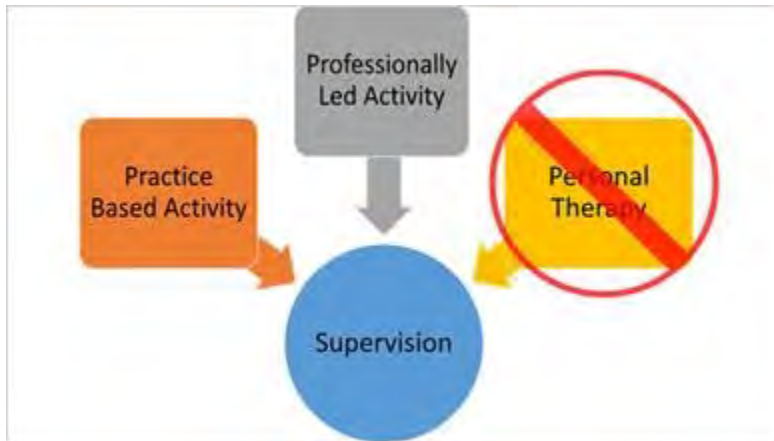 Professionally
Led Activity
Practice
Based Activity
Personal
Therapy
Supervision